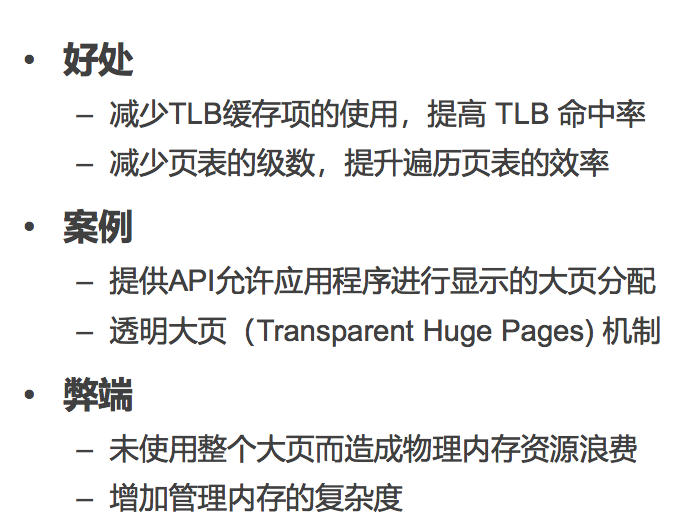 • 好处
– 减少TLB缓存项的使用，提高 TLB 命中率
– 减少页表的级数，提升遍历页表的效率
• 案例
– 提供API允许应用程序进行显示的大页分配
– 透明大页（Transparent Huge Pages) 机制
• 弊端
– 未使用整个大页而造成物理内存资源浪费
– 增加管理内存的复杂度